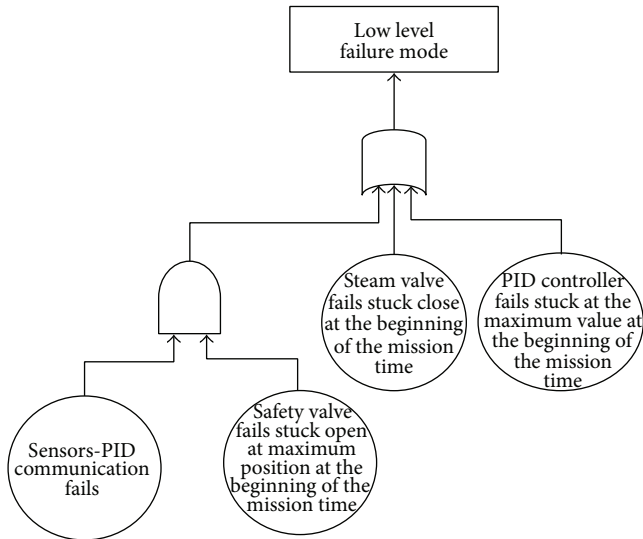 Low level
failure mode
Steam valve
fails stuck close
at the beginning
of the mission
time
PID controller
fails stuck at the
maximum value at
the beginning of
the mission
time
Sensors-PID
communication
fails
Safety valve
fails stuck open
at maximum
position at the
beginning of the
mission time